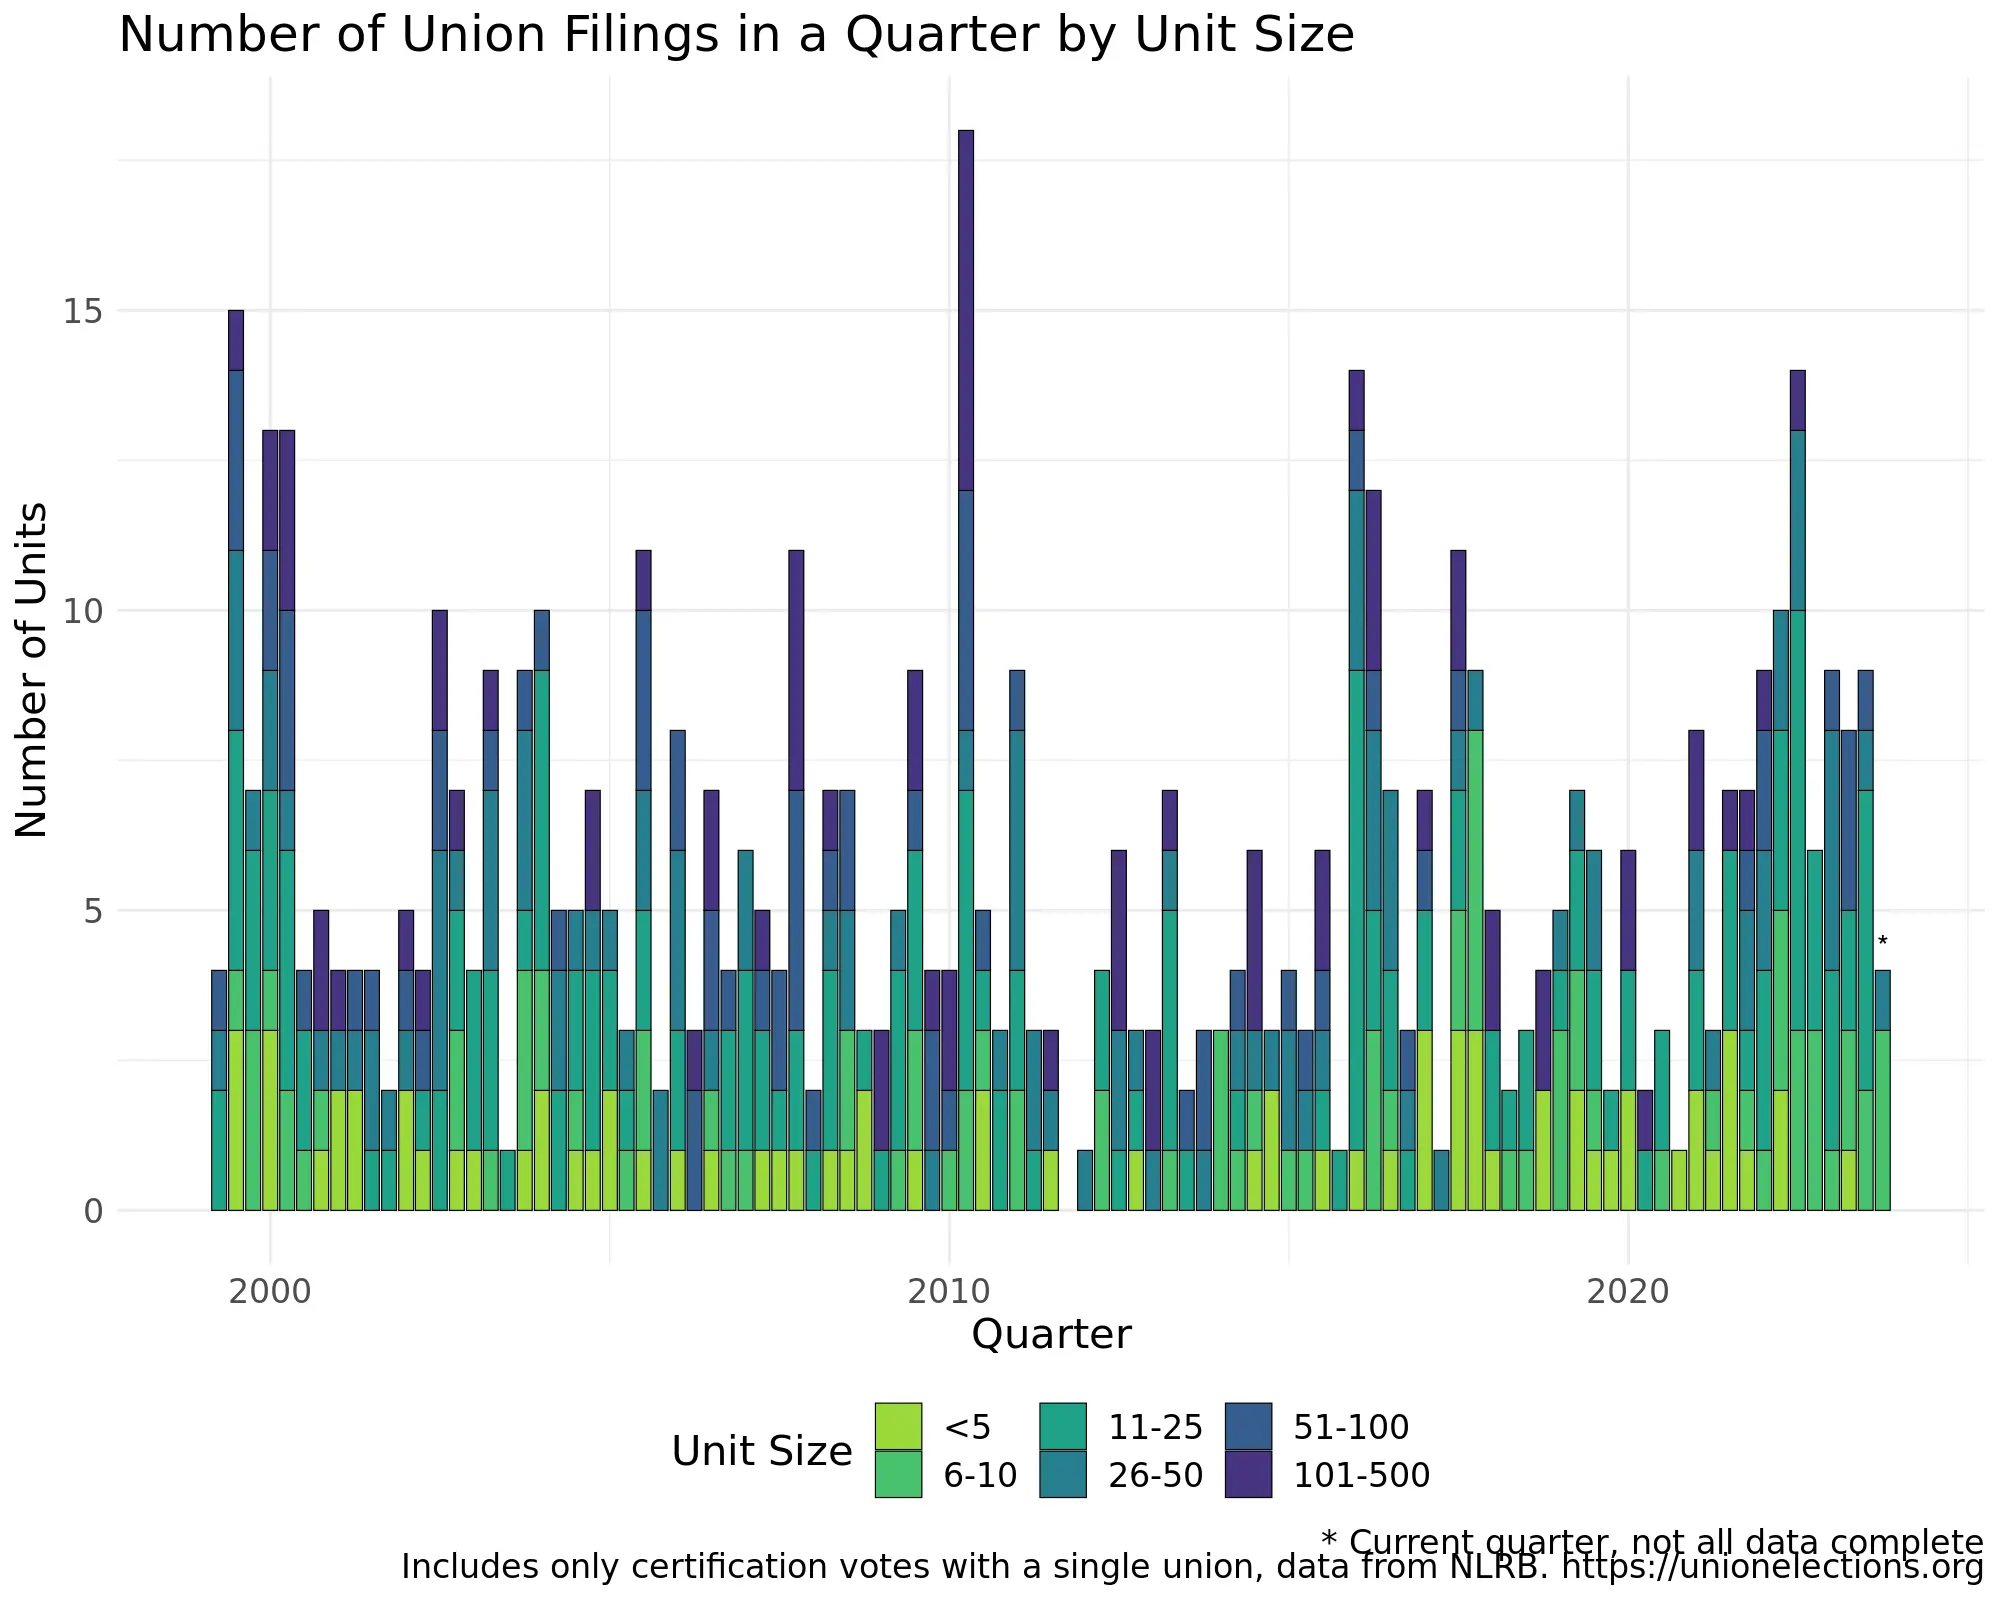 Number of Union Filings in a Quarter by Unit Size
Number of Units
15
10
5
0
*
2000 2010 2020
Quarter
Unit Size
<5 11-25 51-100
6-10 26-50 101-500
* Current quarter, not all data complete
Includes only certification votes with a single union, data from NLRB. https://unionelections.org